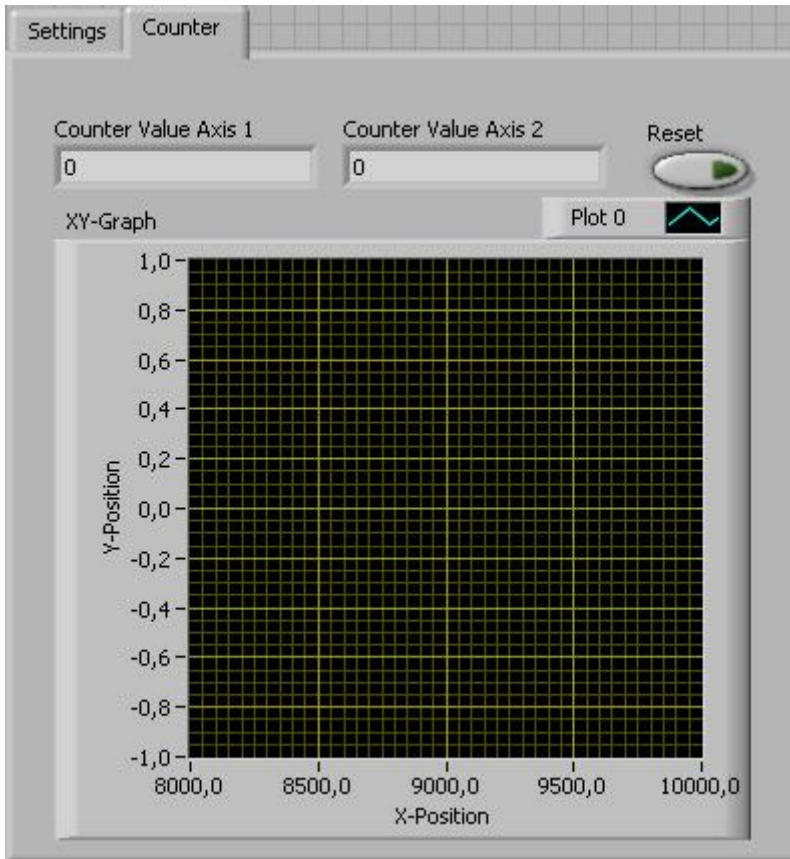 Settings Counter
Counter Value Axis 1 Counter Value Axis 2 Reset
0 0
XY-Graph Plot 0
1,0
0,8
0,6
0,4
0,2
0,0
-0,2
-0,4
-0,6
-0,8
-1,0
Y-Position
8000,0 8500,0 9000,0 9500,0 10000,0
X-Position